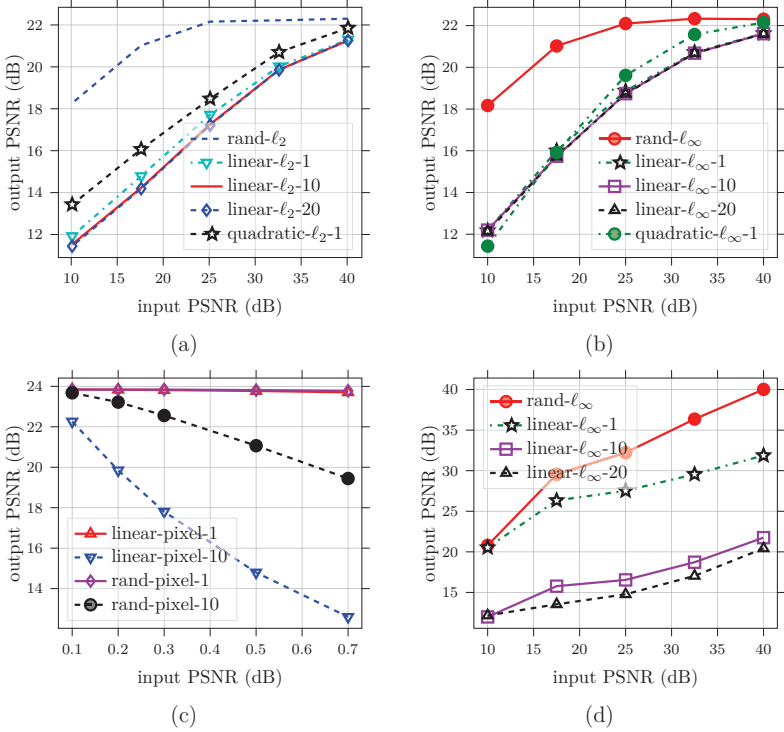 22
20
18
16
14
12
output PSNR (dB)
rand-ℓ₂
linear-ℓ₂-1
linear-ℓ₂-10
linear-ℓ₂-20
quadratic-ℓ₂-1
10 15 20 25 30 35 40
input PSNR (dB)
(a)
22
20
18
16
14
12
output PSNR (dB)
rand-ℓ∞
linear-ℓ∞-1
linear-ℓ∞-10
linear-ℓ∞-20
quadratic-ℓ∞-1
10 15 20 25 30 35 40
input PSNR (dB)
(b)
24
22
20
18
16
14
output PSNR (dB)
linear-pixel-1
linear-pixel-10
rand-pixel-1
rand-pixel-10
0.1 0.2 0.3 0.4 0.5 0.6 0.7
input PSNR (dB)
(c)
40
35
30
25
20
15
output PSNR (dB)
rand-ℓ∞
linear-ℓ∞-1
linear-ℓ∞-10
linear-ℓ∞-20
10 15 20 25 30 35 40
input PSNR (dB)
(d)